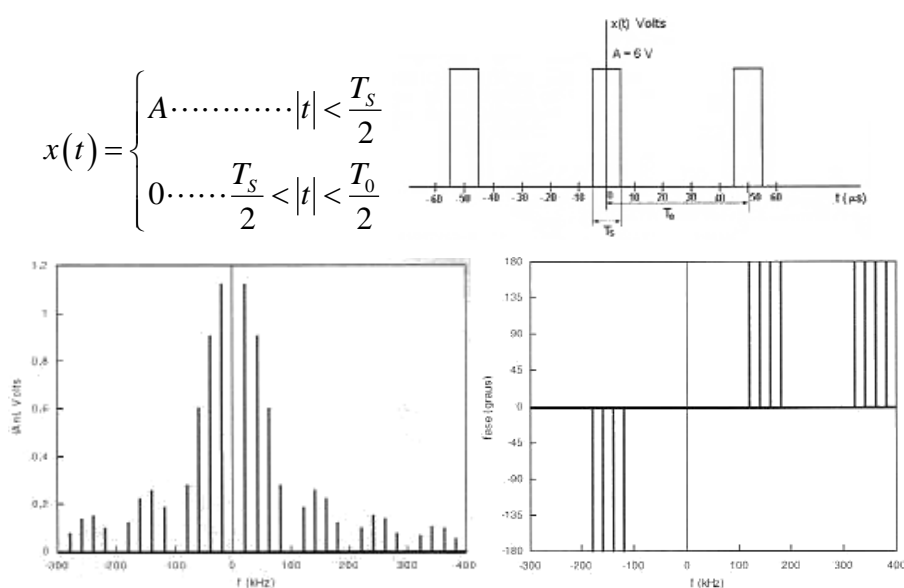 x(t) Volts
A = 6 V
x(t) = { A············|t| < T_S/2
0······T_S/2 < |t| < T_0/2
-60 -50 -40 -30 -20 -10 0 10 20 30 40 50 60 t (μs)
T_0
T_S
|An|, Volts
1,2
1
0,8
0,6
0,4
0,2
0
-300 -200 -100 0 100 200 300 -400
f (kHz)
fase (graus)
180
135
90
45
0
-45
-90
-135
-180
-300 -200 -100 0 100 200 300 400
f (kHz)